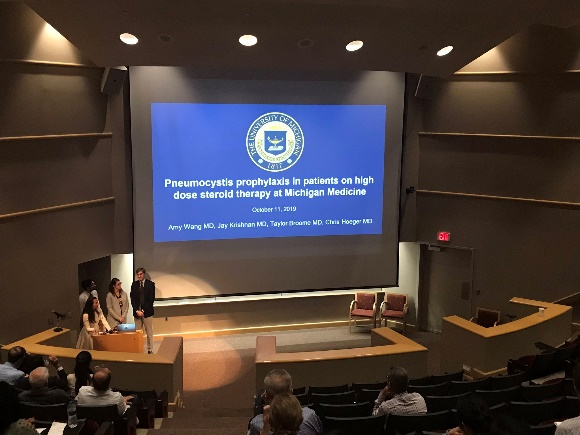 THE UNIVERSITY OF MICHIGAN
1817
Pneumocystis prophylaxis in patients on high
dose steroid therapy at Michigan Medicine
October 11, 2019
Amy Wang MD, Jay Krishnan MD, Taylor Broome MD, Chris Hoeger MD
EXIT